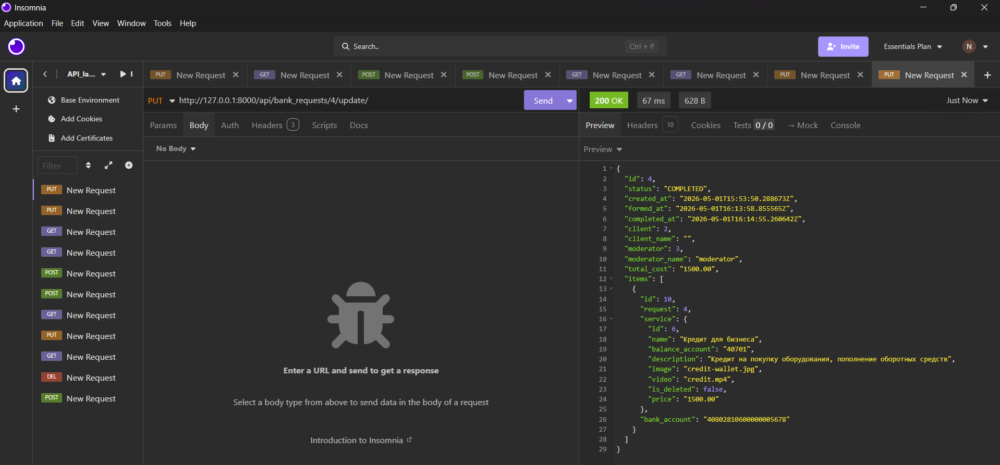 Insomnia
Application File Edit View Window Tools Help
Search.. Ctrl + P
Invite
Essentials Plan
N
API_la...
PUT New Request
GET New Request
POST New Request
POST New Request
GET New Request
GET New Request
PUT New Request
PUT New Request
Base Environment
Add Cookies
Add Certificates
Filter
PUT New Request
PUT New Request
GET New Request
GET New Request
POST New Request
POST New Request
GET New Request
PUT New Request
GET New Request
DEL New Request
POST New Request
PUT http://127.0.0.1:8000/api/bank_requests/4/update/
Send
Params Body Auth Headers 3 Scripts Docs
No Body
Enter a URL and send to get a response
Select a body type from above to send data in the body of a request
Introduction to Insomnia
200 OK 67 ms 628 B Just Now
Preview Headers 10 Cookies Tests 0 / 0 → Mock Console
Preview
1 {
2 "id": 4,
3 "status": "COMPLETED",
4 "created_at": "2026-05-01T15:53:50.288673Z",
5 "formed_at": "2026-05-01T16:13:58.855565Z",
6 "completed_at": "2026-05-01T16:14:55.260642Z",
7 "client": 2,
8 "client_name": "",
9 "moderator": 3,
10 "moderator_name": "moderator",
11 "total_cost": "1500.00",
12 "items": [
13 {
14 "id": 10,
15 "request": 4,
16 "service": {
17 "id": 6,
18 "name": "Кредит для бизнеса",
19 "balance_account": "40701",
20 "description": "Кредит на покупку оборудования, пополнение оборотных средств",
21 "image": "credit-wallet.jpg",
22 "video": "credit.mp4",
23 "is_deleted": false,
24 "price": "1500.00"
25 },
26 "bank_account": "40802810600000005678"
27 }
28 ]
29 }